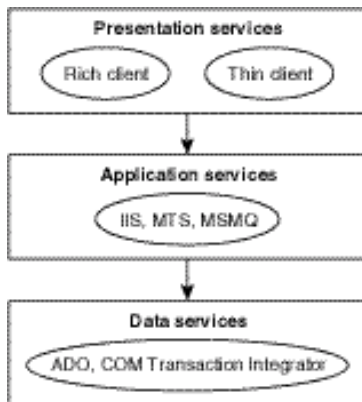 Presentation services
Rich client
Thin client
Application services
IIS, MTS, MSMQ
Data services
ADO, COM Transaction Integrator